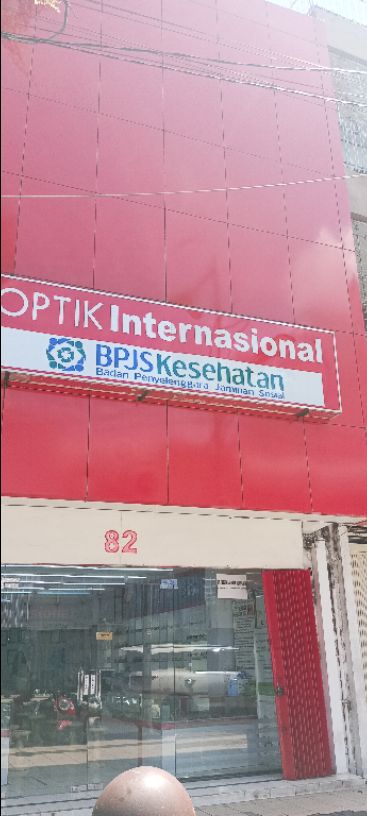 OPTIK Internasional
BPJS Kesehatan
Badan Penyelenggara Jaminan Sosial
82